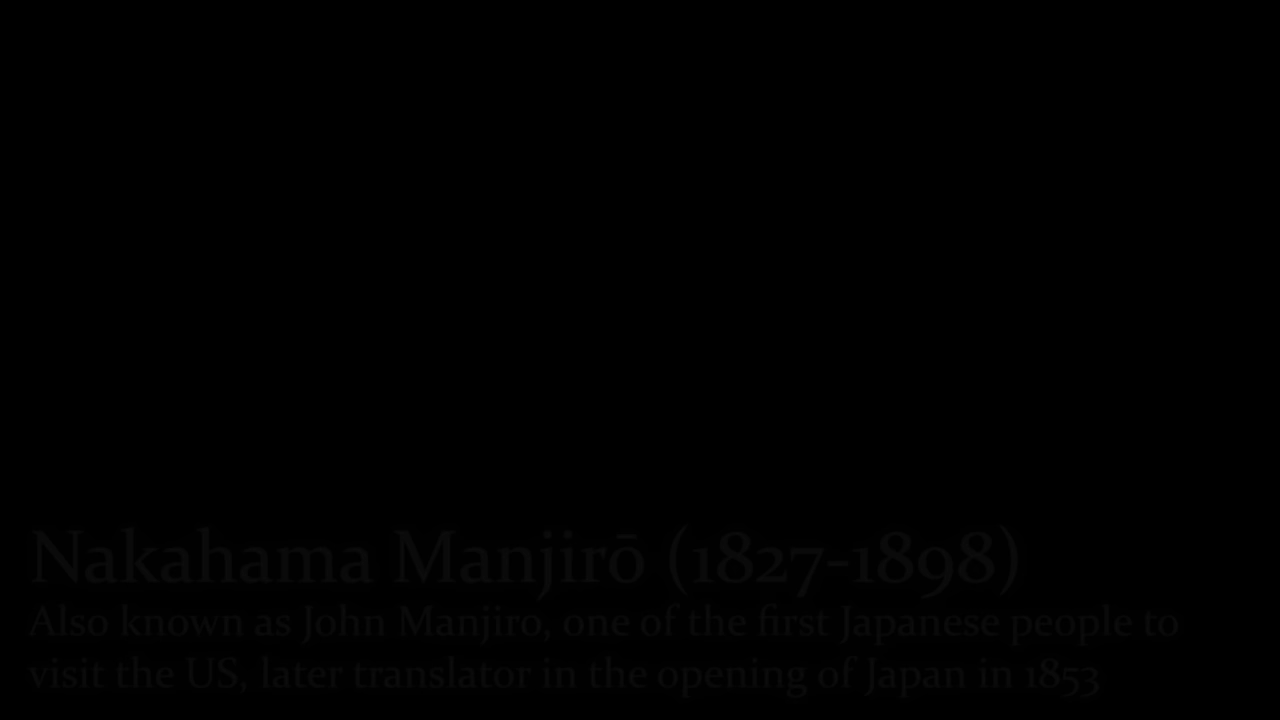 Nakahama Manjirō (1827-1898)
Also known as John Manjiro, one of the first Japanese people to
visit the US, later translator in the opening of Japan in 1853